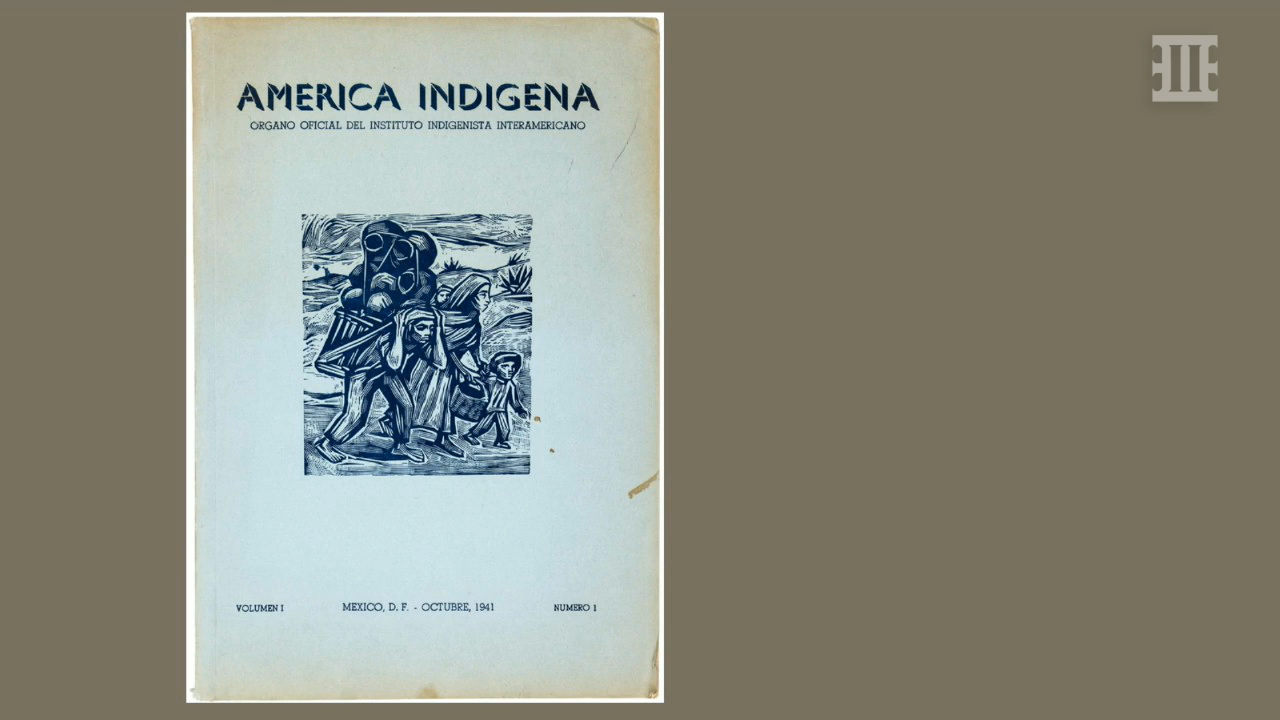 AMERICA INDIGENA
ORGANO OFICIAL DEL INSTITUTO INDIGENISTA INTERAMERICANO
VOLUMEN I MEXICO, D. F. - OCTUBRE, 1941 NUMERO 1